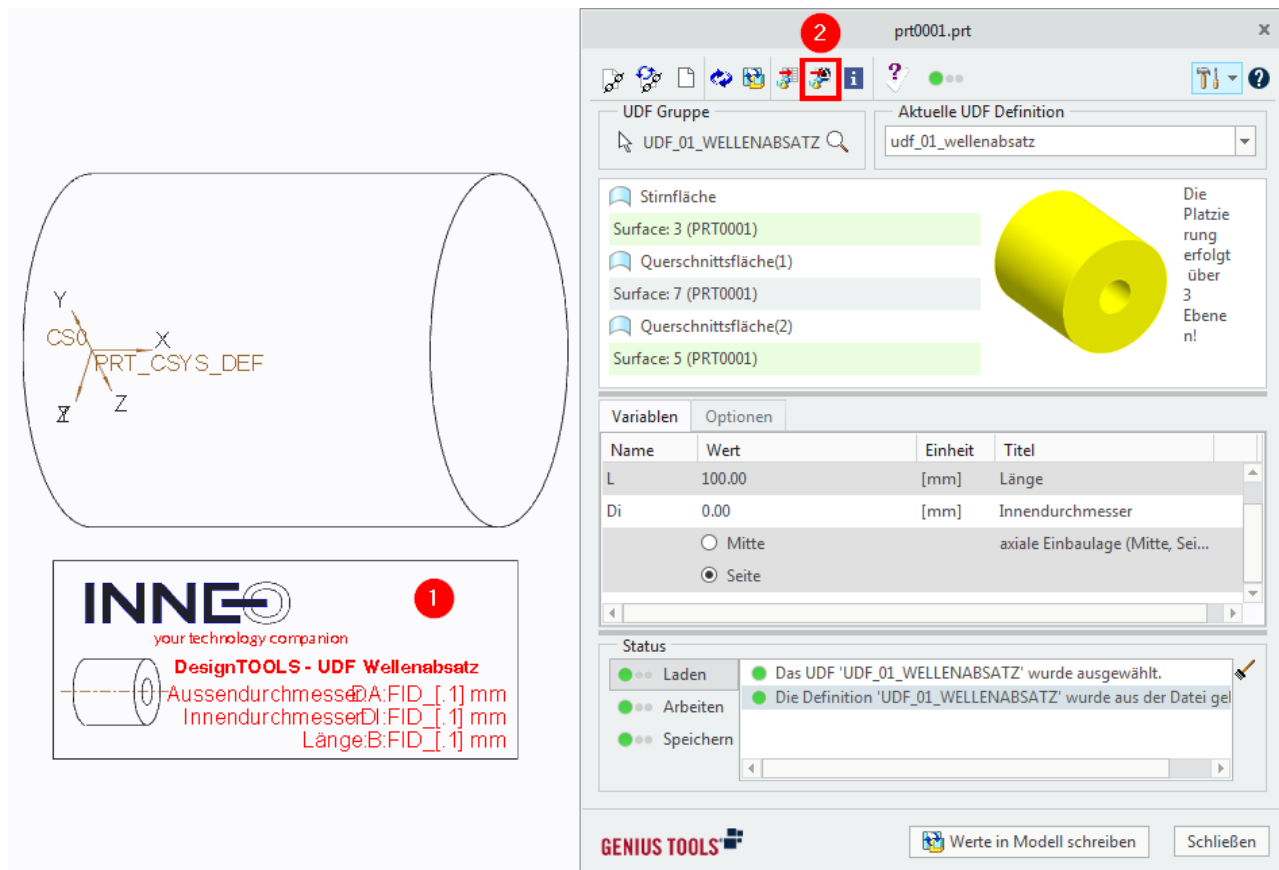 2
prt0001.prt
x
UDF Gruppe
Aktuelle UDF Definition
UDF_01_WELLENABSATZ
udf_01_wellenabsatz
Stirnfläche
Surface: 3 (PRT0001)
Querschnittsfläche(1)
Surface: 7 (PRT0001)
Querschnittsfläche(2)
Surface: 5 (PRT0001)
Die
Platzie
rung
erfolgt
über
3
Ebene
n!
Y
CS0
X
PRT_CSYS_DEF
Z
Variablen Optionen
Name Wert Einheit Titel
L 100.00 [mm] Länge
Di 0.00 [mm] Innendurchmesser
Mitte axiale Einbaulage (Mitte, Sei...
Seite
INNEO
1
your technology companion
DesignTOOLS - UDF Wellenabsatz
Aussendurchmesser:DA:FID_[.1] mm
Innendurchmesser:DI:FID_[.1] mm
Länge:B:FID_[.1] mm
Status
Laden
Arbeiten
Speichern
Das UDF 'UDF_01_WELLENABSATZ' wurde ausgewählt.
Die Definition 'UDF_01_WELLENABSATZ' wurde aus der Datei gel
GENIUS TOOLS
Werte in Modell schreiben
Schließen